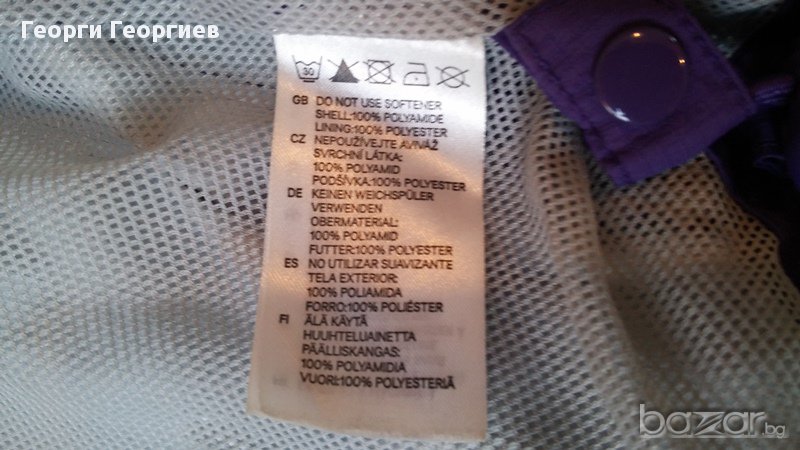 Георги Георгиев
30
GB DO NOT USE SOFTENER
SHELL:100% POLYAMIDE
LINING:100% POLYESTER
CZ NEPOUŽÍVEJTE AVIVÁŽ
SVRCHNÍ LÁTKA:
100% POLYAMID
PODŠÍVKA:100% POLYESTER
DE KEINEN WEICHSPÜLER
VERWENDEN
OBERMATERIAL:
100% POLYAMID
FUTTER:100% POLYESTER
ES NO UTILIZAR SUAVIZANTE
TELA EXTERIOR:
100% POLIAMIDA
FORRO:100% POLIÉSTER
FI ÄLÄ KÄYTÄ
HUUHTELUAINETTA
PÄÄLLISKANGAS:
100% POLYAMIDIA
VUORI:100% POLYESTERIÄ
bazar.bg